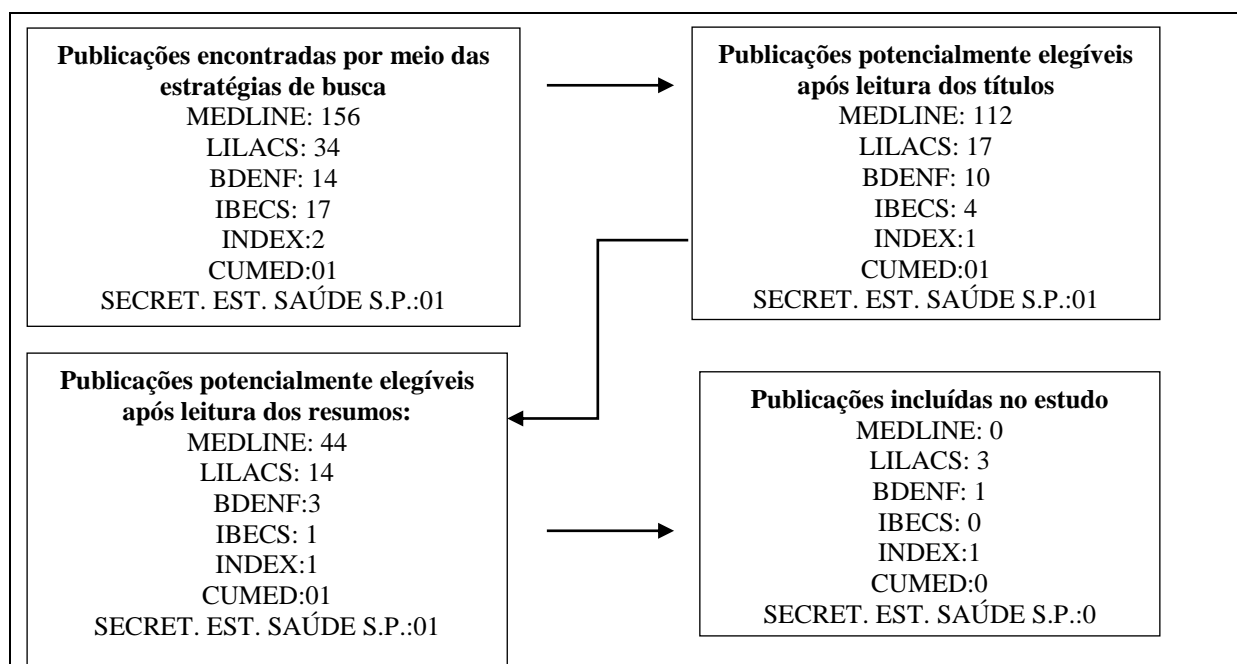 Publicações encontradas por meio das
estratégias de busca
MEDLINE: 156
LILACS: 34
BDENF: 14
IBECS: 17
INDEX:2
CUMED:01
SECRET. EST. SAÚDE S.P.:01
Publicações potencialmente elegíveis
após leitura dos títulos
MEDLINE: 112
LILACS: 17
BDENF: 10
IBECS: 4
INDEX:1
CUMED:01
SECRET. EST. SAÚDE S.P.:01
Publicações potencialmente elegíveis
após leitura dos resumos:
MEDLINE: 44
LILACS: 14
BDENF:3
IBECS: 1
INDEX:1
CUMED:01
SECRET. EST. SAÚDE S.P.:01
Publicações incluídas no estudo
MEDLINE: 0
LILACS: 3
BDENF: 1
IBECS: 0
INDEX:1
CUMED:0
SECRET. EST. SAÚDE S.P.:0